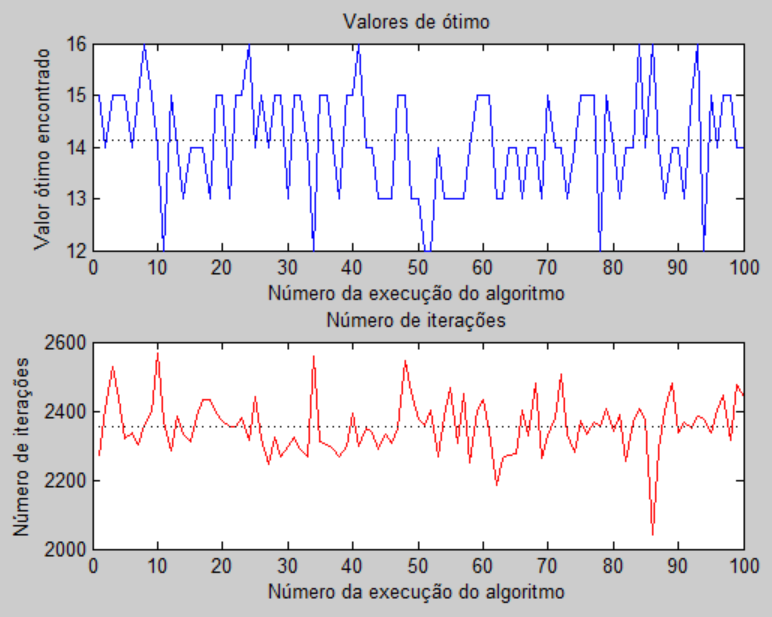 Valores de ótimo
Valor ótimo encontrado
16
15
14
13
12
0 10 20 30 40 50 60 70 80 90 100
Número da execução do algoritmo
Número de iterações
Número de iterações
2600
2400
2200
2000
0 10 20 30 40 50 60 70 80 90 100
Número da execução do algoritmo